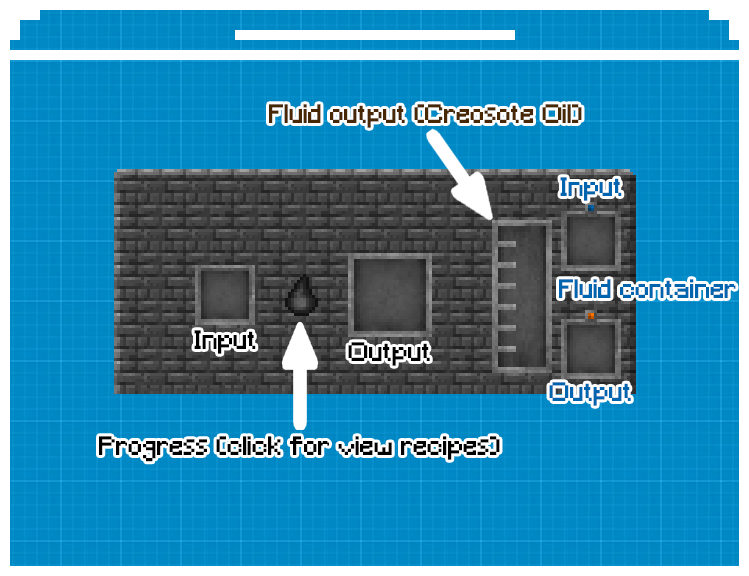 Fluid output (Creosote Oil)
Input
Fluid container
Input
Output
Output
Progress (click for view recipes)